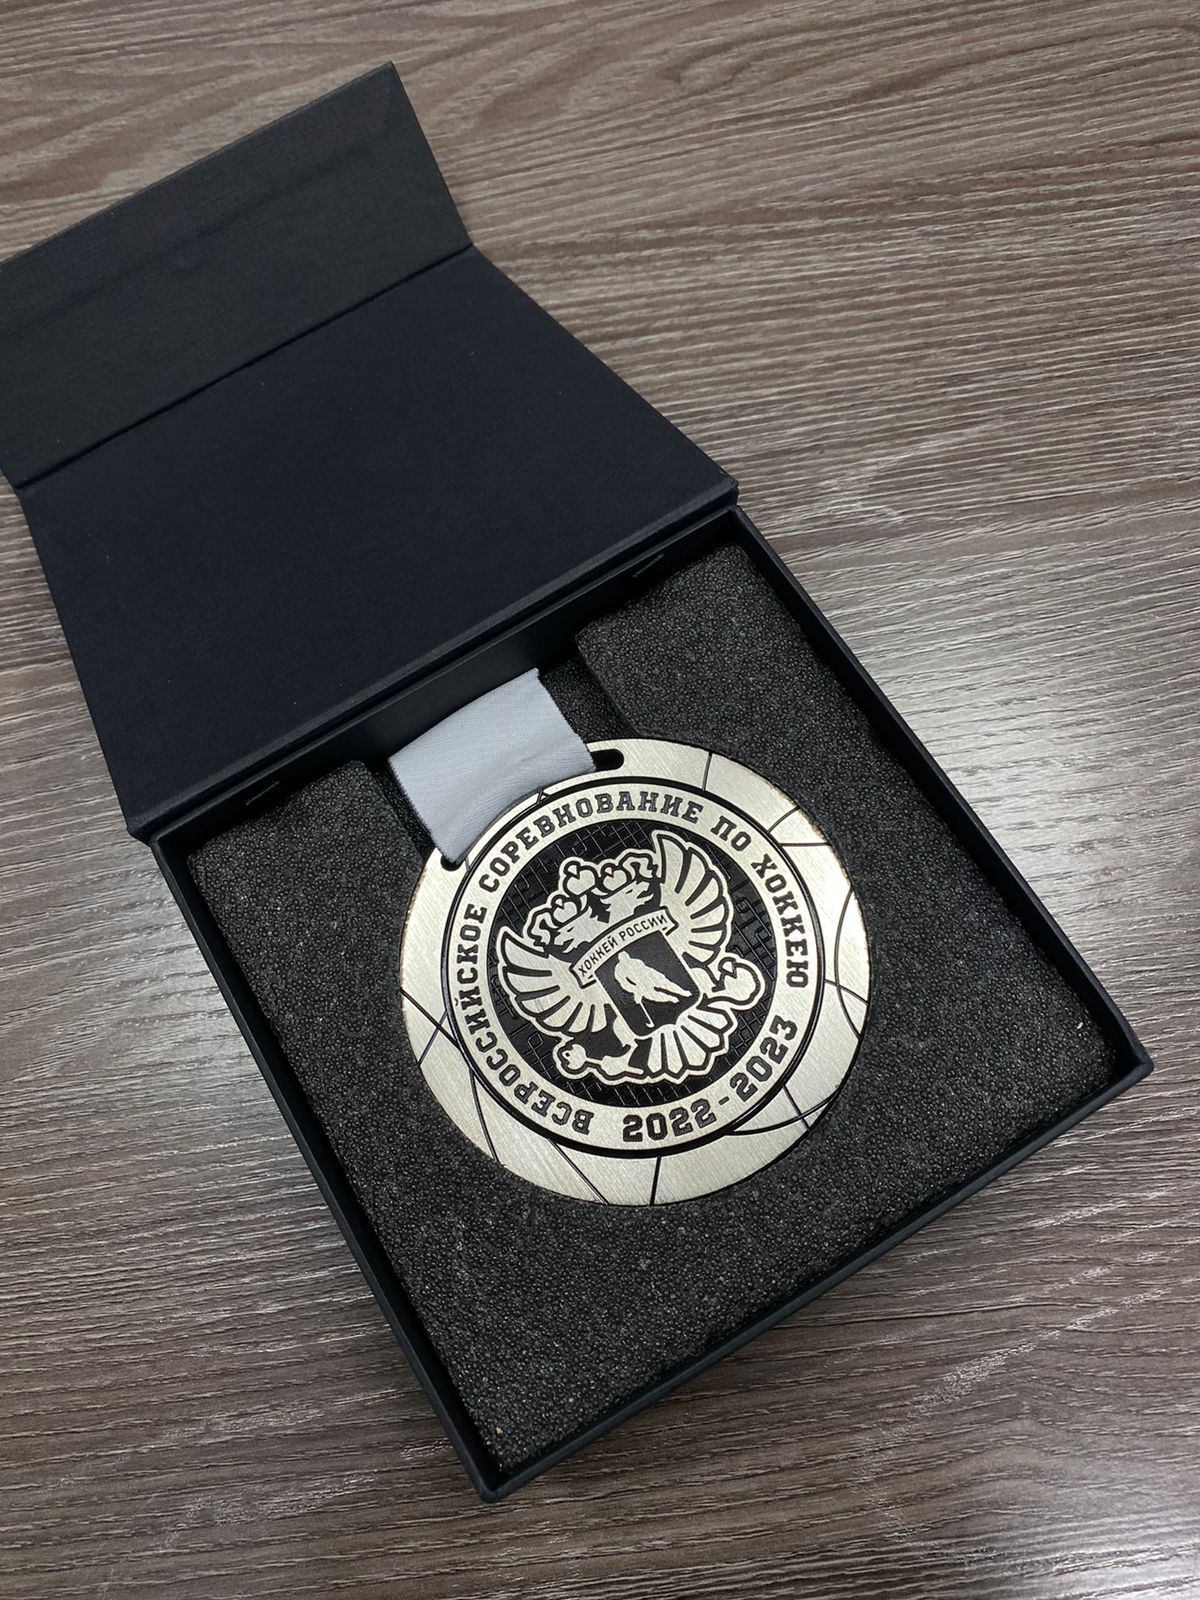 ВСЕРОССИЙСКОЕ СОРЕВНОВАНИЕ ПО ХОККЕЮ
2022-2023
ХОККЕЙ РОССИИ